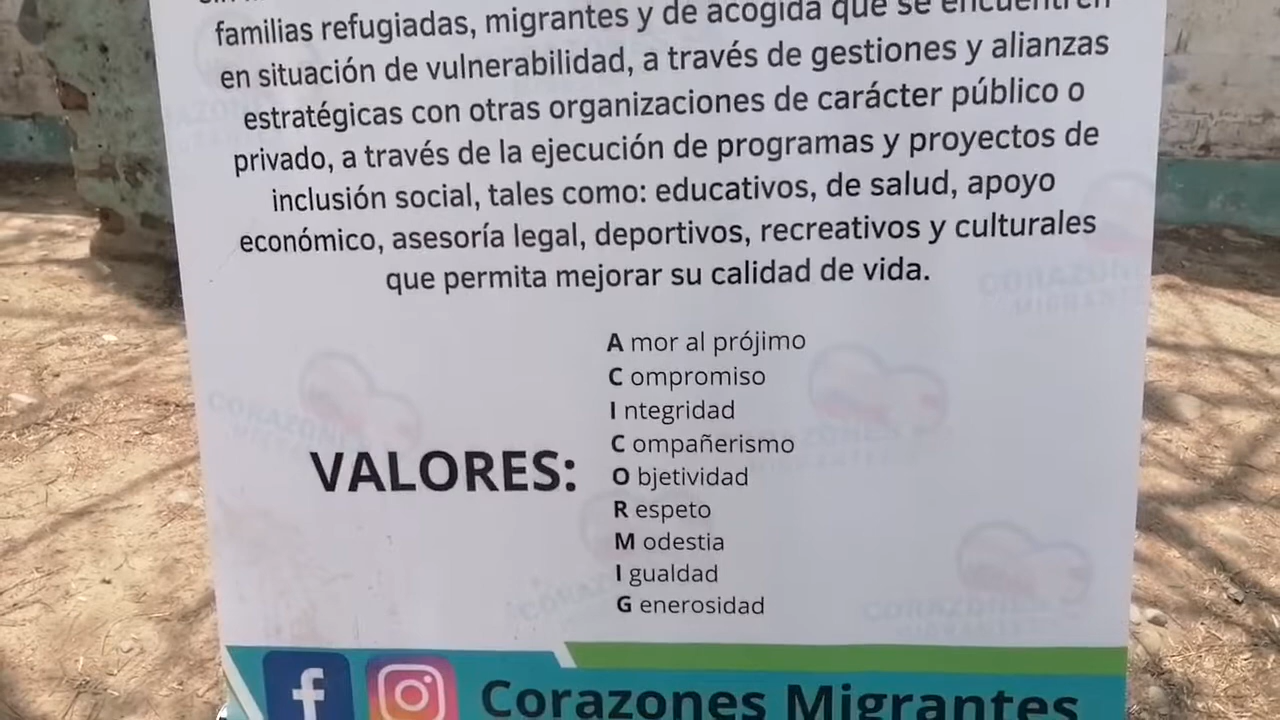 familias refugiadas, migrantes y de acogida que se encuentren
en situación de vulnerabilidad, a través de gestiones y alianzas
estratégicas con otras organizaciones de carácter público o
privado, a través de la ejecución de programas y proyectos de
inclusión social, tales como: educativos, de salud, apoyo
económico, asesoría legal, deportivos, recreativos y culturales
que permita mejorar su calidad de vida.
VALORES:
A mor al prójimo
C ompromiso
I ntegridad
C ompañerismo
O bjetividad
R espeto
M odestia
I gualdad
G enerosidad
Corazones Migrantes